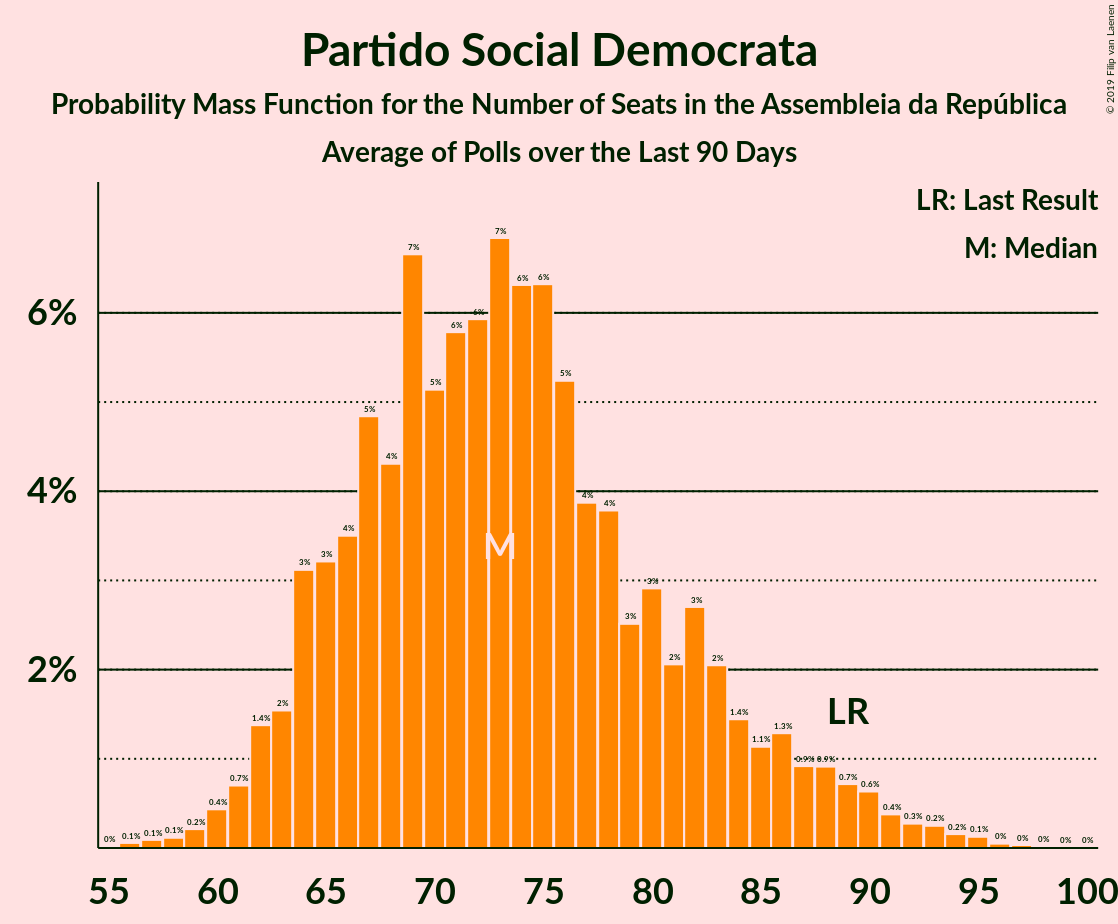 Partido Social Democrata
Probability Mass Function for the Number of Seats in the Assembleia da República
Average of Polls over the Last 90 Days
© 2019 Filip van Laenen
LR: Last Result
M: Median
6%
4%
2%
0% 0.1% 0.1% 0.1% 0.2% 0.4% 0.7% 1.4% 2% 3% 3% 4% 5% 4% 7% 5% 6% 6% 7% 6% 6% 5% 4% 4% 3% 3% 2% 3% 2% 1.4% 1.1% 1.3% 0.9% 0.9% 0.7% 0.6% 0.4% 0.3% 0.2% 0.2% 0.1% 0% 0% 0% 0% 0%
M
LR
55 60 65 70 75 80 85 90 95 100